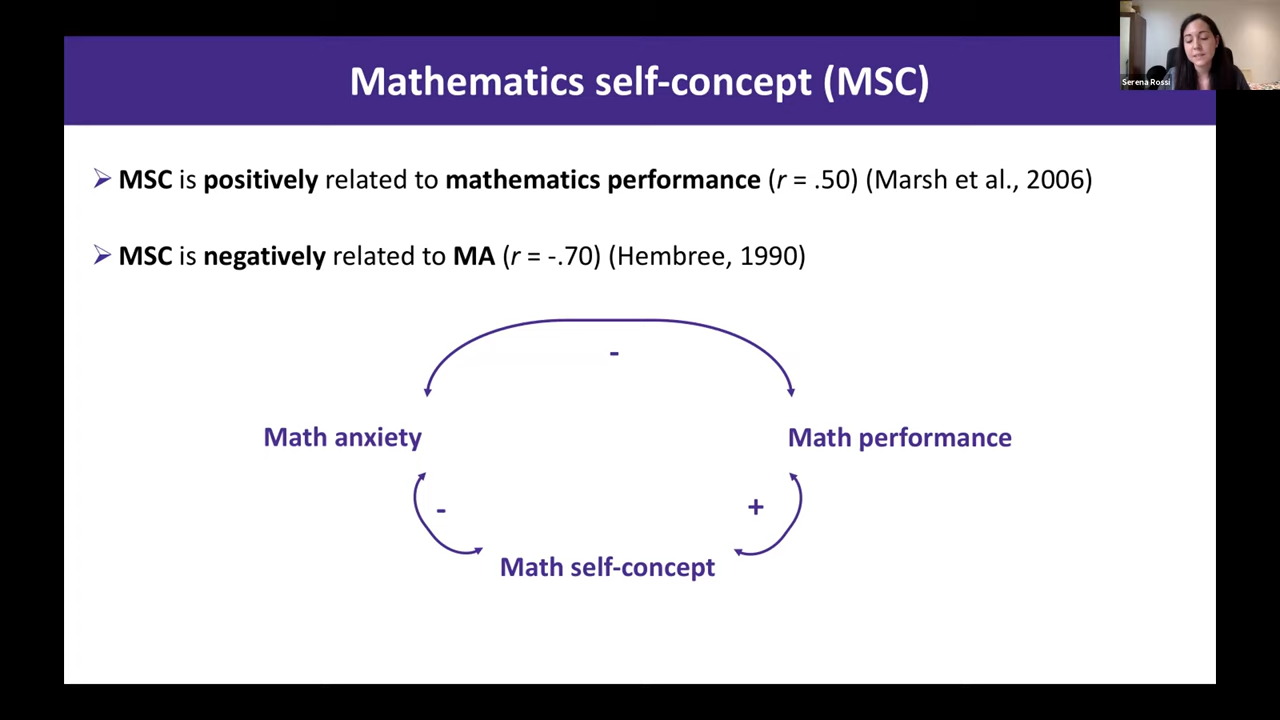 Mathematics self-concept (MSC)
Serena Rossi
➢ MSC is positively related to mathematics performance (r = .50) (Marsh et al., 2006)
➢ MSC is negatively related to MA (r = -.70) (Hembree, 1990)
-
Math anxiety
Math performance
-
+
Math self-concept